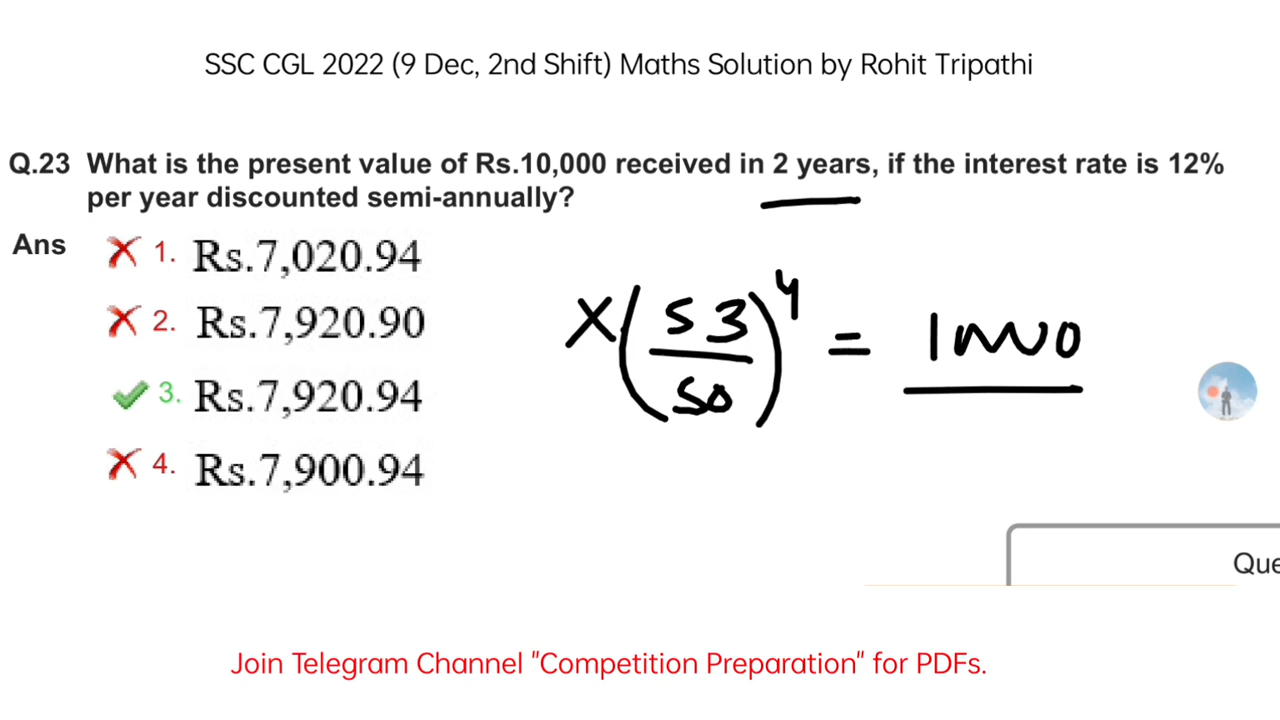 SSC CGL 2022 (9 Dec, 2nd Shift) Maths Solution by Rohit Tripathi
Q.23 What is the present value of Rs.10,000 received in 2 years, if the interest rate is 12%
per year discounted semi-annually?
Ans 1. Rs.7,020.94
2. Rs.7,920.90
3. Rs.7,920.94
4. Rs.7,900.94
X(53/50)^4 = 10000
Que
Join Telegram Channel "Competition Preparation" for PDFs.